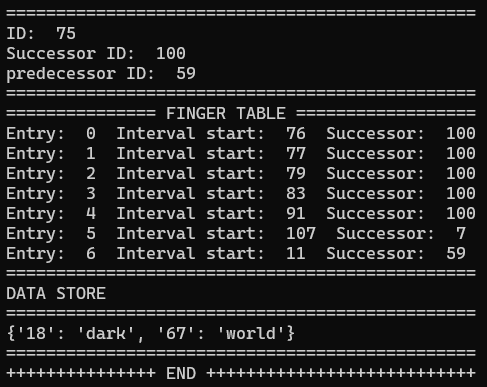 ===============================================
ID:  75
Successor ID:  100
predecessor ID:  59
===============================================
=============== FINGER TABLE ==================
Entry:  0  Interval start:  76  Successor:  100
Entry:  1  Interval start:  77  Successor:  100
Entry:  2  Interval start:  79  Successor:  100
Entry:  3  Interval start:  83  Successor:  100
Entry:  4  Interval start:  91  Successor:  100
Entry:  5  Interval start:  107  Successor:  7
Entry:  6  Interval start:  11  Successor:  59
===============================================
DATA STORE
===============================================
{'18': 'dark', '67': 'world'}
===============================================
+++++++++++++++ END +++++++++++++++++++++++++++